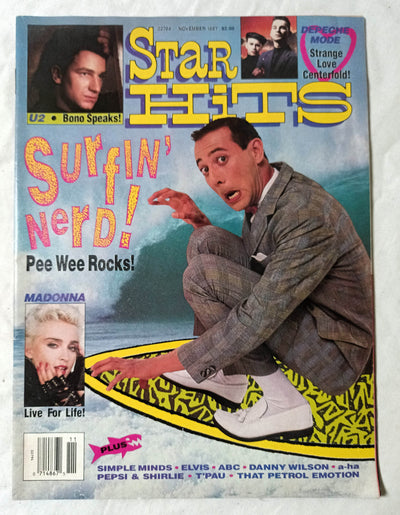 NOVEMBER 1987 $2.50
STAR
HITS
DEPECHE
MODE
Strange
Love
Centerfold!
U2 • Bono Speaks!
Surfin'
Nerd!
Pee Wee Rocks!
MADONNA
Live For Life!
11
PLUS
SIMPLE MINDS • ELVIS • ABC • DANNY WILSON • a-ha
PEPSI & SHIRLIE • T'PAU • THAT PETROL EMOTION